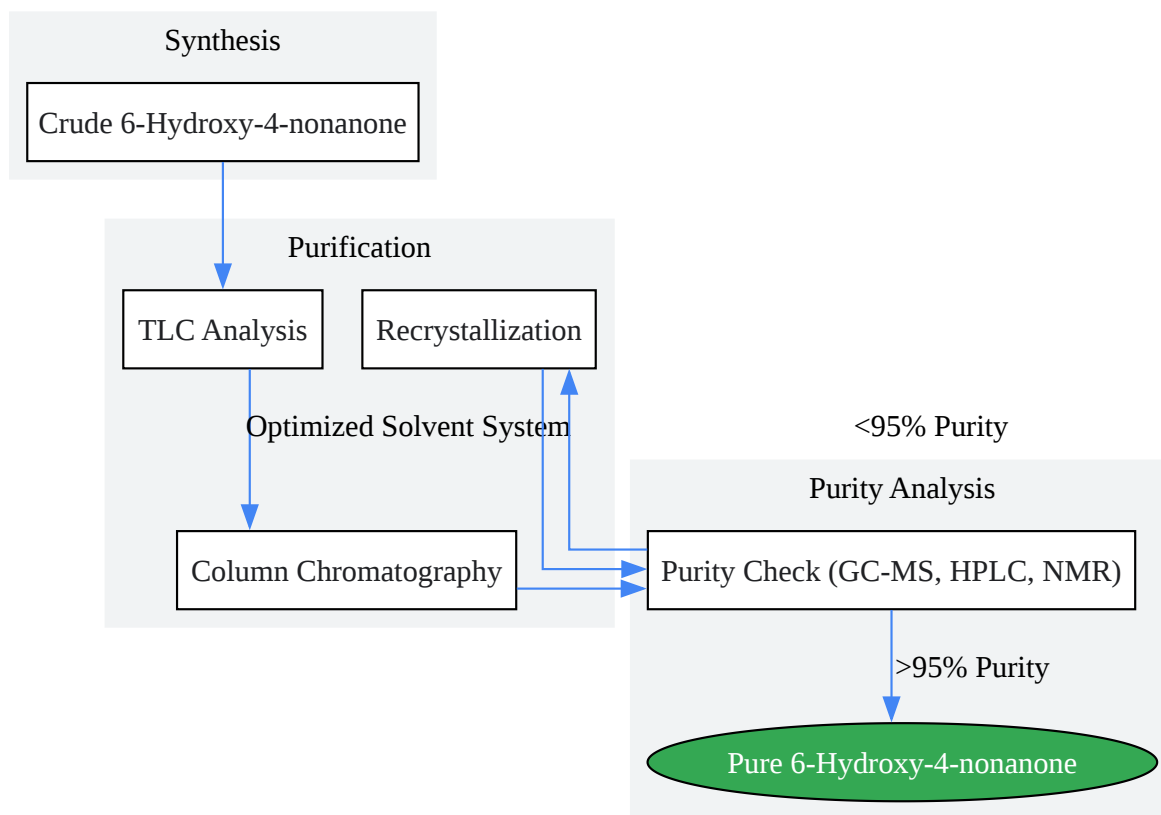 Synthesis
Crude 6-Hydroxy-4-nonanone
Purification
TLC Analysis
Recrystallization
Optimized Solvent System
<95% Purity
Purity Analysis
Column Chromatography
Purity Check (GC-MS, HPLC, NMR)
>95% Purity
Pure 6-Hydroxy-4-nonanone